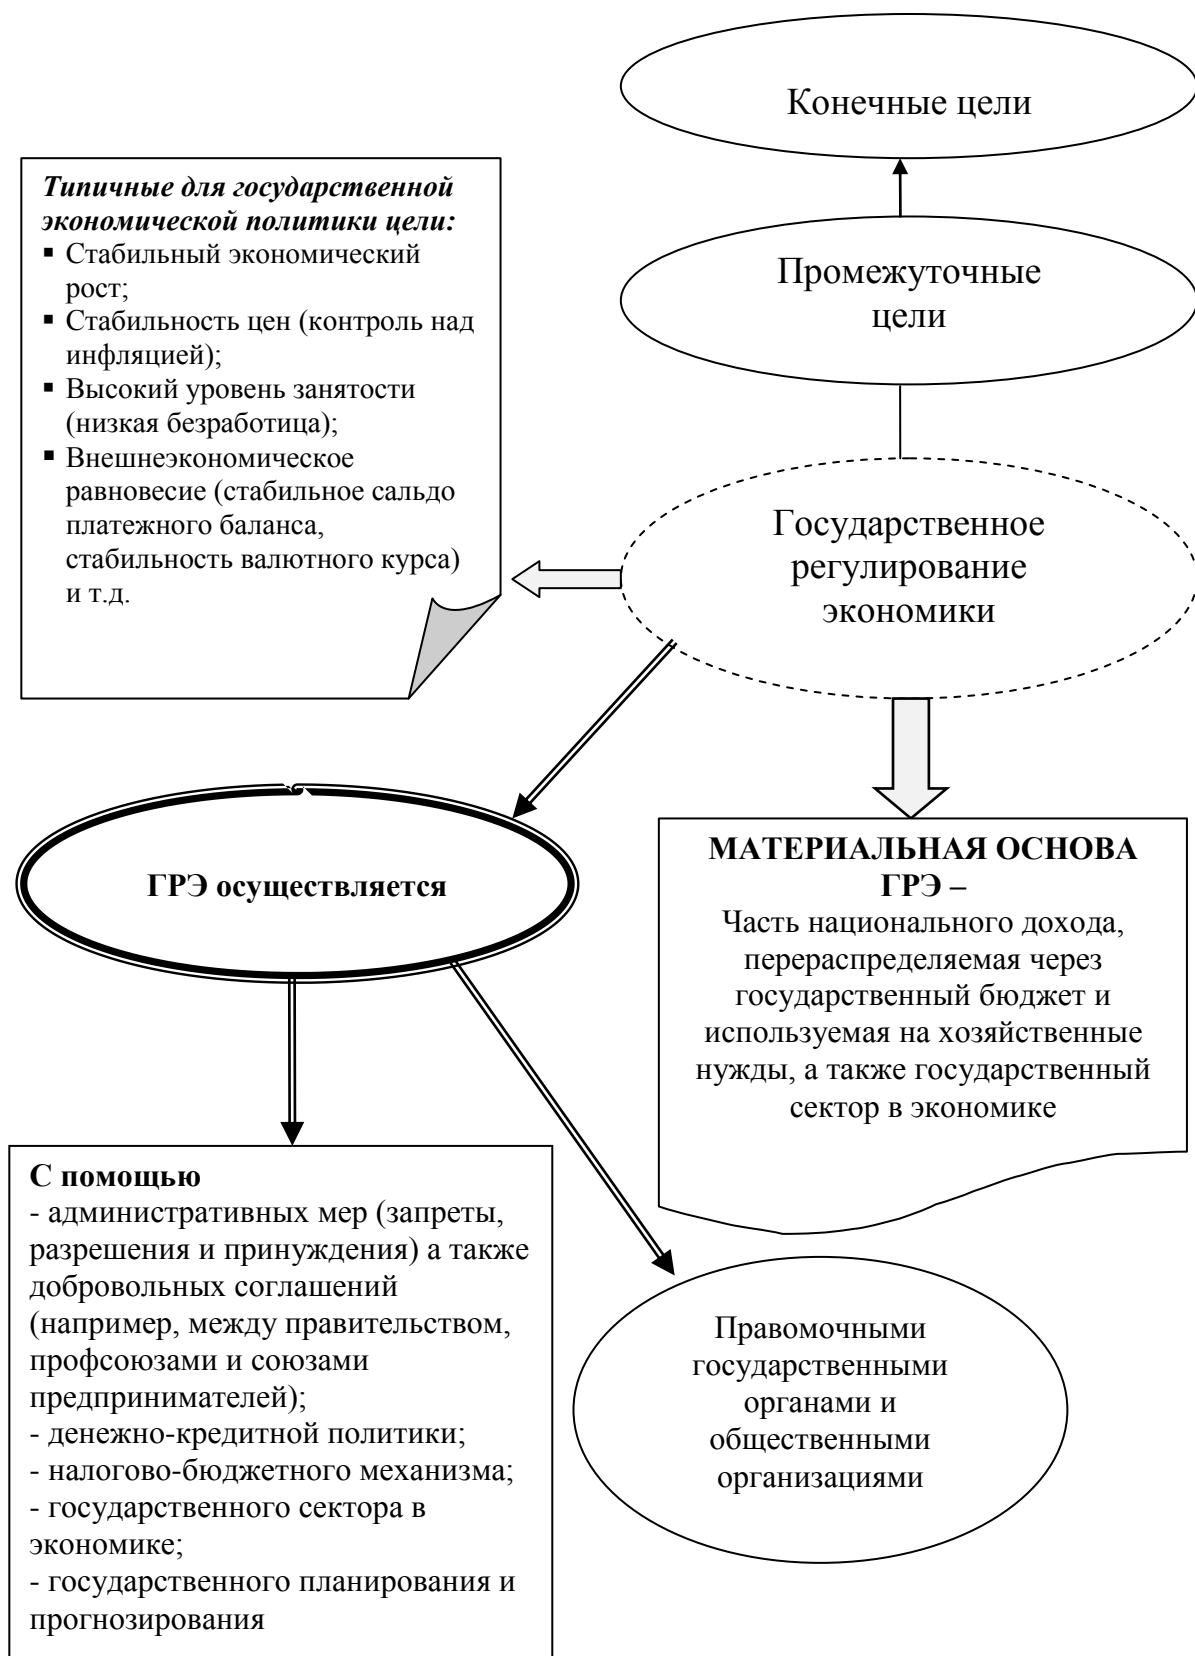 Конечные цели
Типичные для государственной
экономической политики цели:
▪ Стабильный экономический
рост;
▪ Стабильность цен (контроль над
инфляцией);
▪ Высокий уровень занятости
(низкая безработица);
▪ Внешнеэкономическое
равновесие (стабильное сальдо
платежного баланса,
стабильность валютного курса)
и т.д.
Промежуточные
цели
Государственное
регулирование
экономики
ГРЭ осуществляется
МАТЕРИАЛЬНАЯ ОСНОВА
ГРЭ –
Часть национального дохода,
перераспределяемая через
государственный бюджет и
используемая на хозяйственные
нужды, а также государственный
сектор в экономике
С помощью
- административных мер (запреты,
разрешения и принуждения) а также
добровольных соглашений
(например, между правительством,
профсоюзами и союзами
предпринимателей);
- денежно-кредитной политики;
- налогово-бюджетного механизма;
- государственного сектора в
экономике;
- государственного планирования и
прогнозирования
Правомочными
государственными
органами и
общественными
организациями